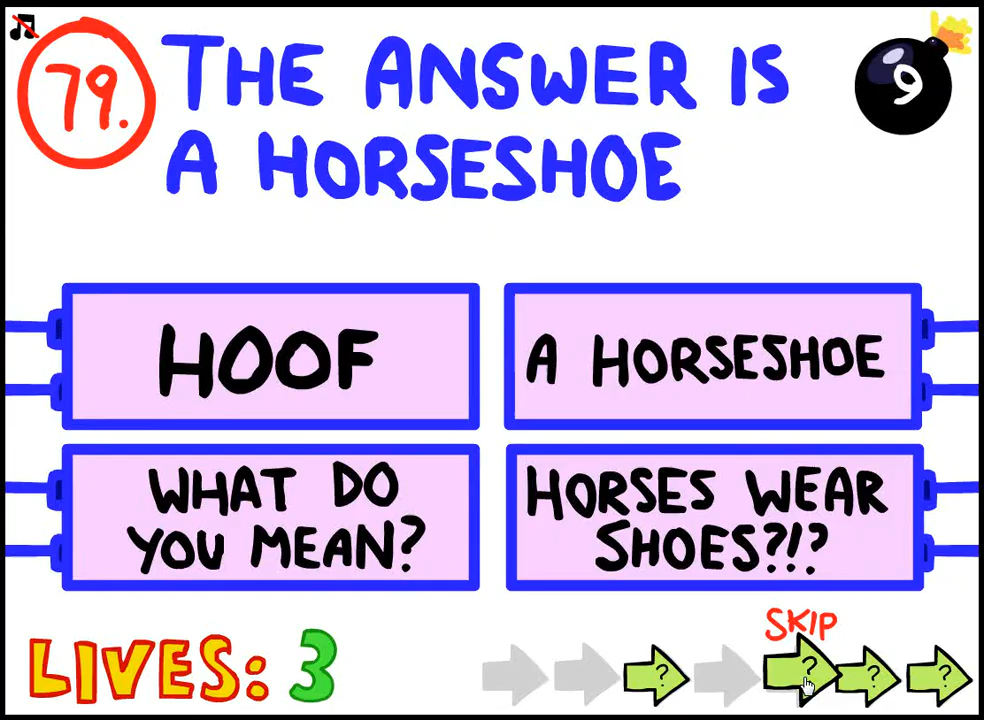 79.
THE ANSWER IS
A HORSESHOE
9
HOOF
A HORSESHOE
WHAT DO
YOU MEAN?
HORSES WEAR
SHOES?!?
SKIP
LIVES: 3
? ? ? ?